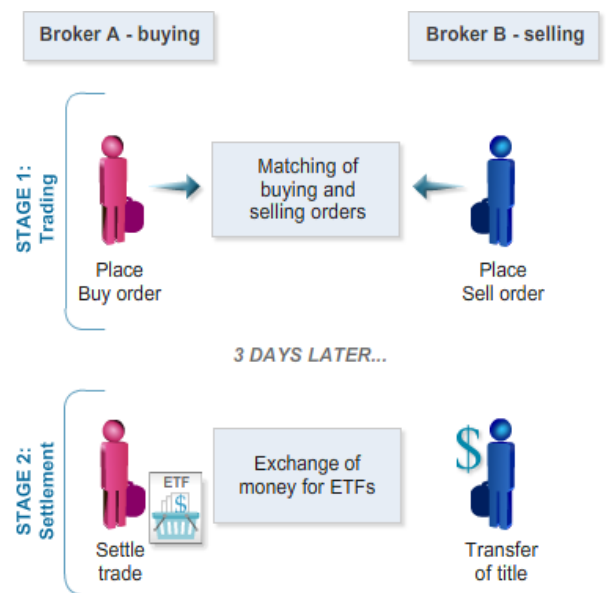 Broker A - buying
Broker B - selling
STAGE 1:
Trading
Matching of
buying and
selling orders
Place
Buy order
Place
Sell order
3 DAYS LATER...
STAGE 2:
Settlement
ETF
$
Exchange of
money for ETFs
$
Settle
trade
Transfer
of title